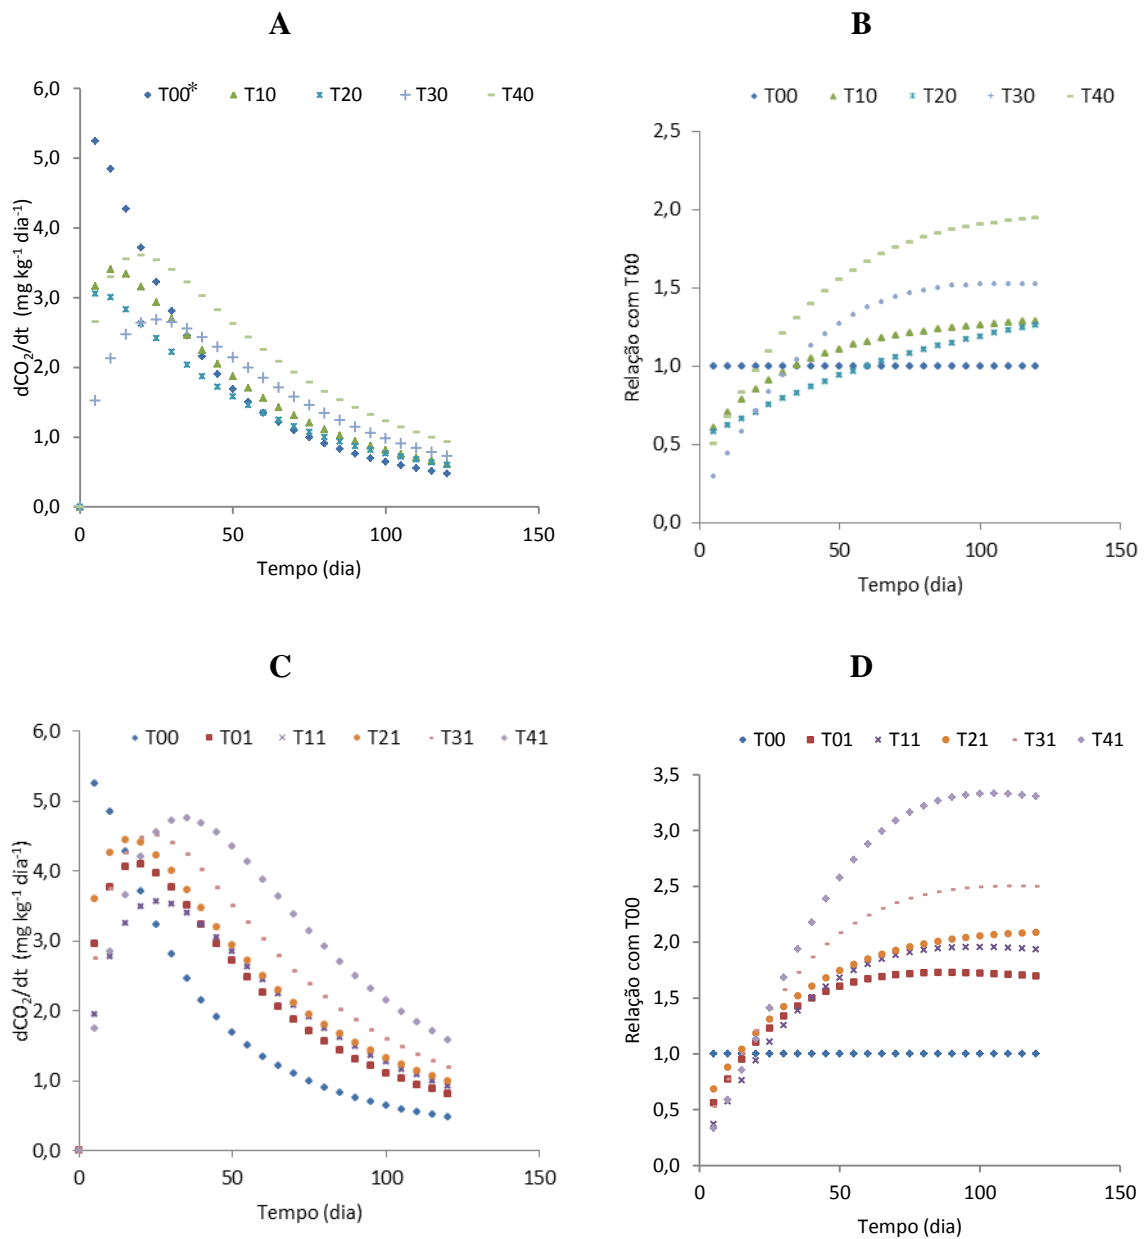 A
B
T00* T10 T20 T30 T40
6,0
5,0
4,0
3,0
2,0
1,0
0,0
dCO2/dt (mg kg-1 dia-1)
0 50 100 150
Tempo (dia)
T00 T10 T20 T30 T40
2,5
2,0
1,5
1,0
0,5
0,0
Relação com T00
0 50 100 150
Tempo (dia)
C
D
T00 T01 T11 T21 T31 T41
6,0
5,0
4,0
3,0
2,0
1,0
0,0
dCO2/dt (mg kg-1 dia-1)
0 50 100 150
Tempo (dia)
T00 T01 T11 T21 T31 T41
3,5
3,0
2,5
2,0
1,5
1,0
0,5
0,0
Relação com T00
0 50 100 150
Tempo (dia)